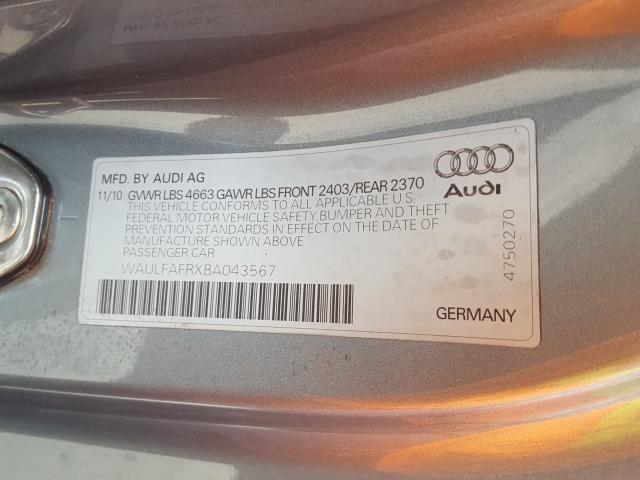 MFD. BY AUDI AG
11/10 GVWR LBS 4663 GAWR LBS FRONT 2403/REAR 2370
THIS VEHICLE CONFORMS TO ALL APPLICABLE U S
FEDERAL MOTOR VEHICLE SAFETY,BUMPER AND THEFT
PREVENTION STANDARDS IN EFFECT ON THE DATE OF
MANUFACTURE SHOWN ABOVE
PASSENGER CAR
WAULFAFRXBA043567
Audi
4750270
GERMANY